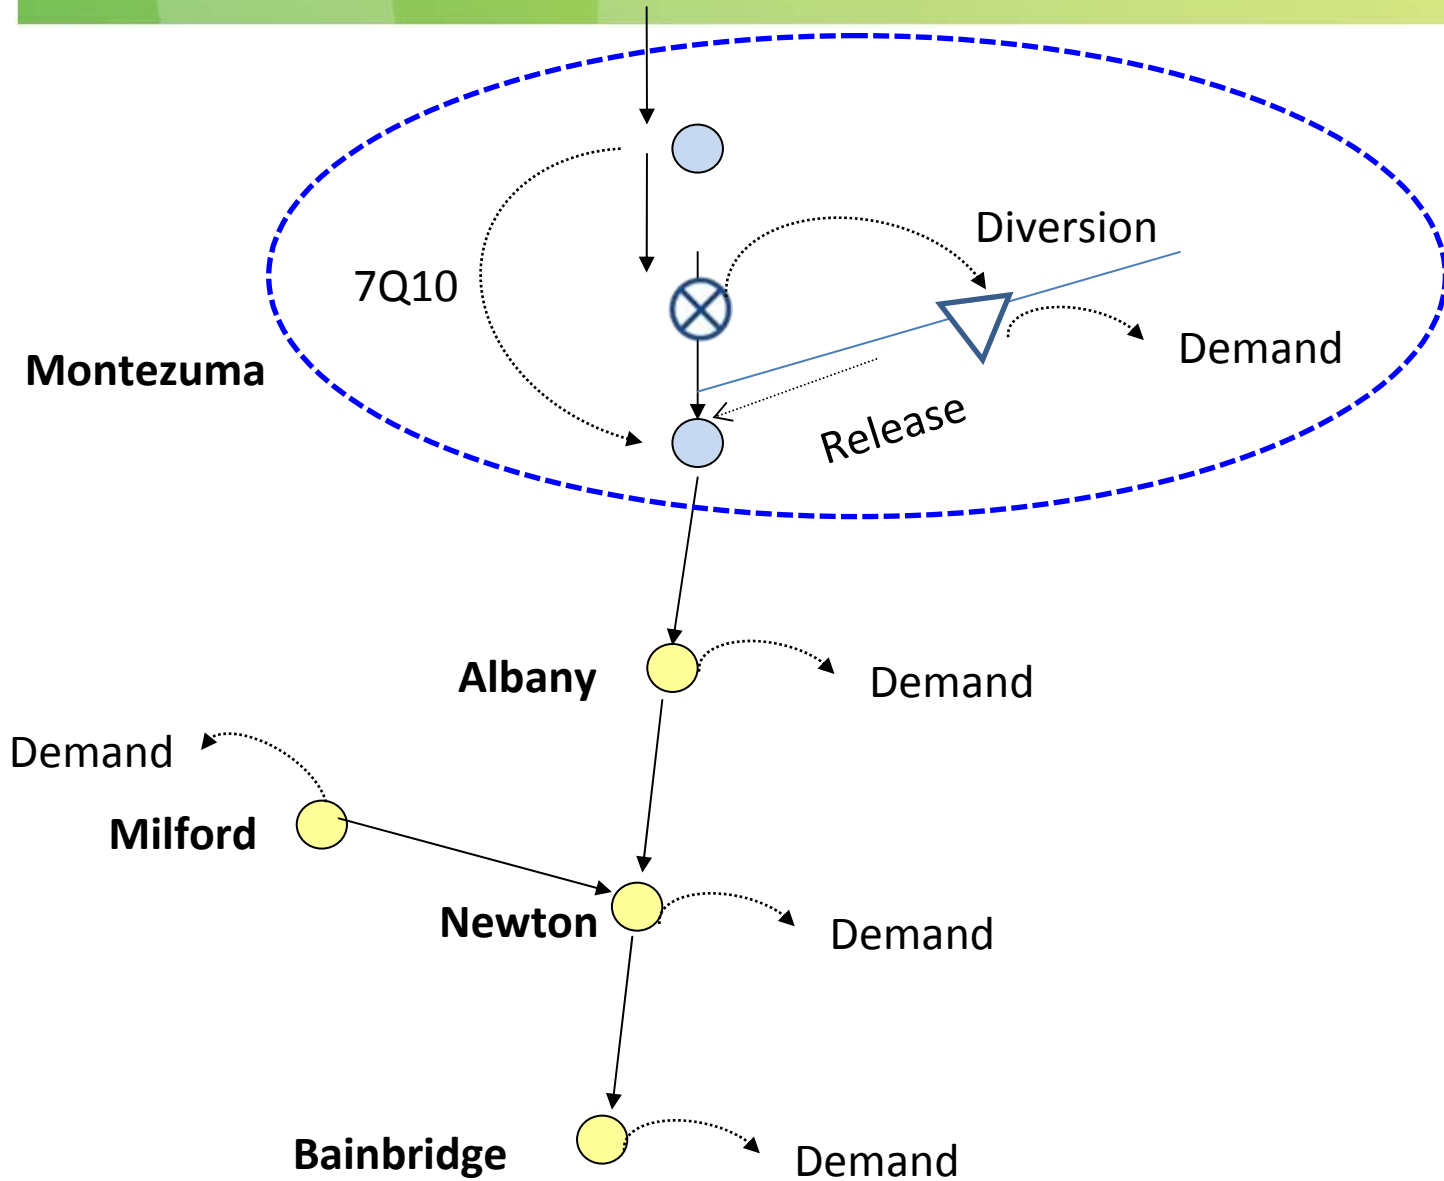 Diversion
7Q10
Demand
Montezuma
Release
Albany
Demand
Demand
Milford
Newton
Demand
Bainbridge
Demand